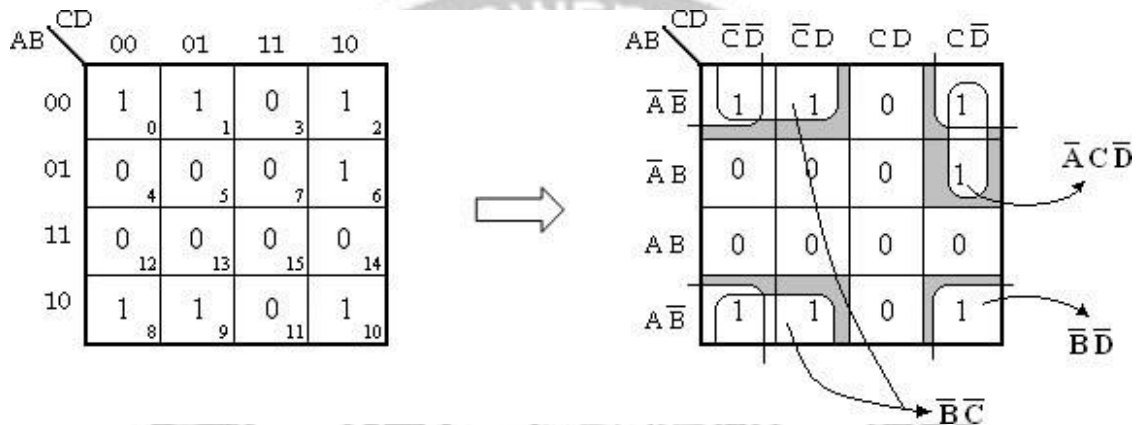 CD
AB 00 01 11 10
00 1 0 1 1 0 3 1 2
01 0 4 0 5 0 7 1 6
11 0 12 0 13 0 15 0 14
10 1 8 1 9 0 11 1 10
CD
AB C̅D̅ C̅D CD CD̅
A̅B̅ 1 1 0 1
A̅B 0 0 0 1
AB 0 0 0 0
AB̅ 1 1 0 1
A̅CD̅
B̅D̅
B̅C̅